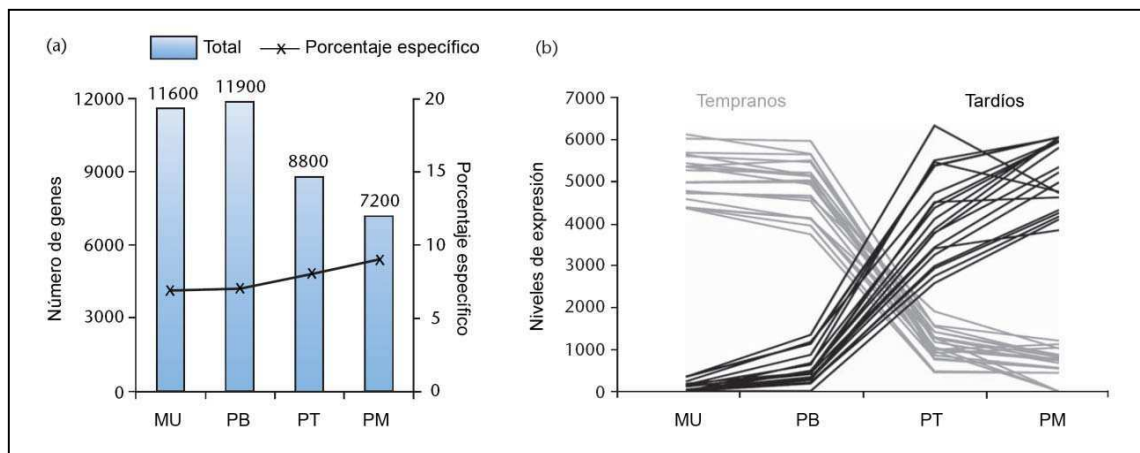 (a)
Total
Porcentaje específico
Número de genes
12000
9000
6000
3000
0
11600
11900
8800
7200
20
15
10
5
0
Porcentaje específico
MU PB PT PM
(b)
Tempranos
Tardíos
Niveles de expresión
7000
6000
5000
4000
3000
2000
1000
0
MU PB PT PM